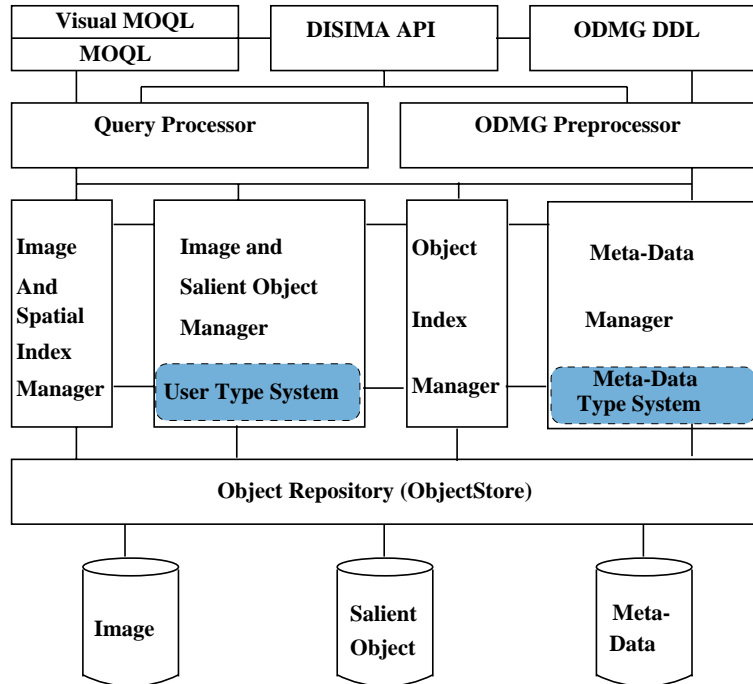 Visual MOQL
MOQL
DISIMA API
ODMG DDL
Query Processor
ODMG Preprocessor
Image
And
Spatial
Index
Manager
Image and
Salient Object
Manager
User Type System
Object
Index
Manager
Meta-Data
Manager
Meta-Data
Type System
Object Repository (ObjectStore)
Image
Salient
Object
Meta-
Data